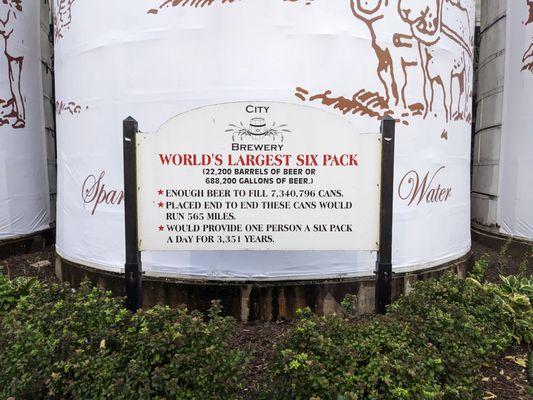 CITY
BREWERY
WORLD'S LARGEST SIX PACK
(22,200 BARRELS OF BEER OR
688,200 GALLONS OF BEER.)
★ ENOUGH BEER TO FILL 7,340,796 CANS.
★ PLACED END TO END THESE CANS WOULD
RUN 565 MILES.
★ WOULD PROVIDE ONE PERSON A SIX PACK
A DAY FOR 3,351 YEARS.
Span
Water